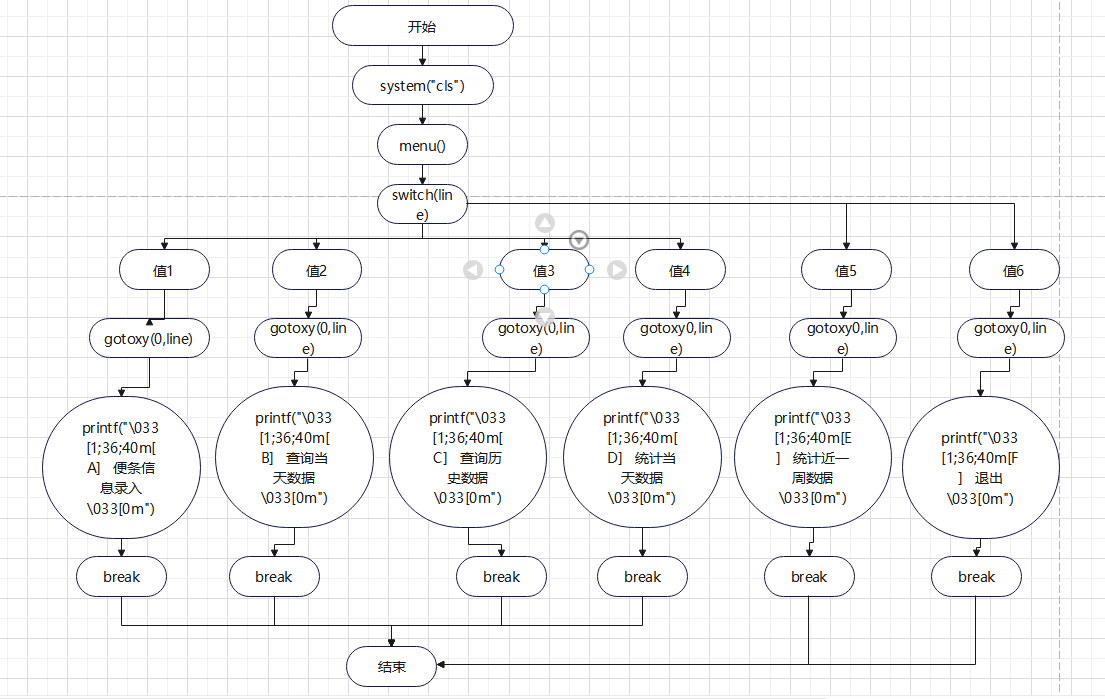 开始
system("cls")
menu()
switch(lin
e)
值1
值2
值3
值4
值5
值6
gotoxy(0,line)
gotoxy(0,lin
e)
gotoxy(0,lin
e)
gotoxy0,lin
e)
gotoxy0,lin
e)
gotoxy0,lin
e)
printf("\033
[1;36;40m[
A] 便条信
息录入
\033[0m")
printf("\033
[1;36;40m[
B] 查询当
天数据
\033[0m")
printf("\033
[1;36;40m[
C] 查询历
史数据
\033[0m")
printf("\033
[1;36;40m[
D] 统计当
天数据
\033[0m")
printf("\033
[1;36;40m[E
] 统计近一
周数据
\033[0m")
printf("\033
[1;36;40m[F
] 退出
\033[0m")
break
break
break
break
break
break
结束